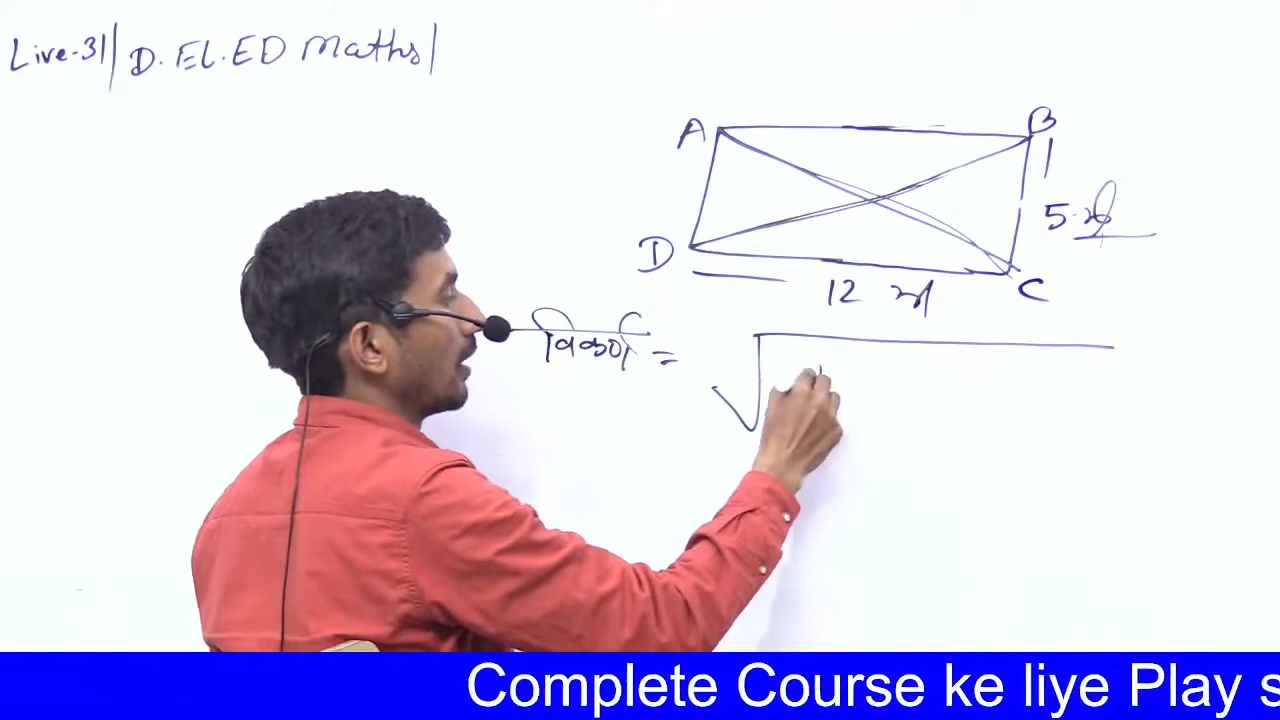 Live-31| D.EL.ED Maths|
A B
5 मी
D 12 मी C
विकर्ण = √
Complete Course ke liye Play s